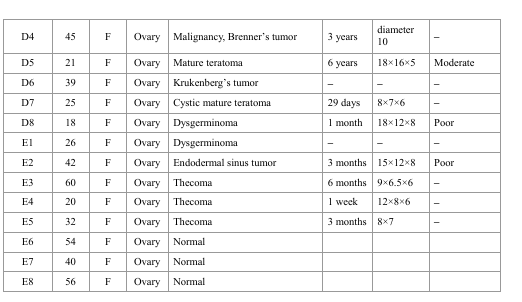 D4 45 F Ovary Malignancy, Brenner's tumor 3 years diameter 10 –
D5 21 F Ovary Mature teratoma 6 years 18×16×5 Moderate
D6 39 F Ovary Krukenberg's tumor – – –
D7 25 F Ovary Cystic mature teratoma 29 days 8×7×6 –
D8 18 F Ovary Dysgerminoma 1 month 18×12×8 Poor
E1 26 F Ovary Dysgerminoma – – –
E2 42 F Ovary Endodermal sinus tumor 3 months 15×12×8 Poor
E3 60 F Ovary Thecoma 6 months 9×6.5×6 –
E4 20 F Ovary Thecoma 1 week 12×8×6 –
E5 32 F Ovary Thecoma 3 months 8×7 –
E6 54 F Ovary Normal
E7 40 F Ovary Normal
E8 56 F Ovary Normal